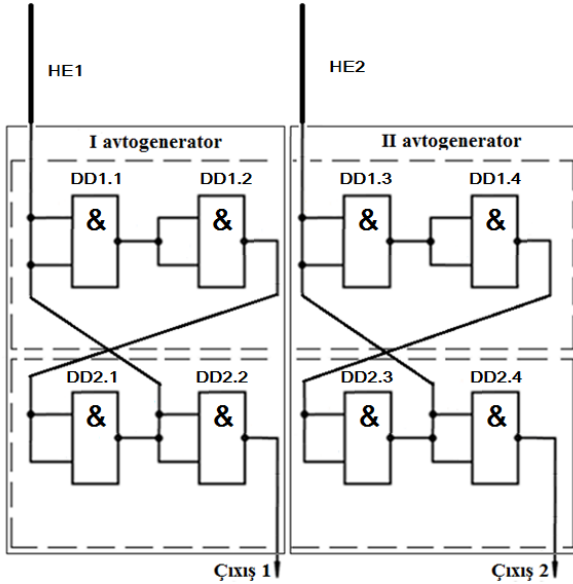 HE1
HE2
I avtogenerator
II avtogenerator
DD1.1
DD1.2
DD1.3
DD1.4
&
&
&
&
DD2.1
DD2.2
DD2.3
DD2.4
&
&
&
&
Çıxış 1
Çıxış 2